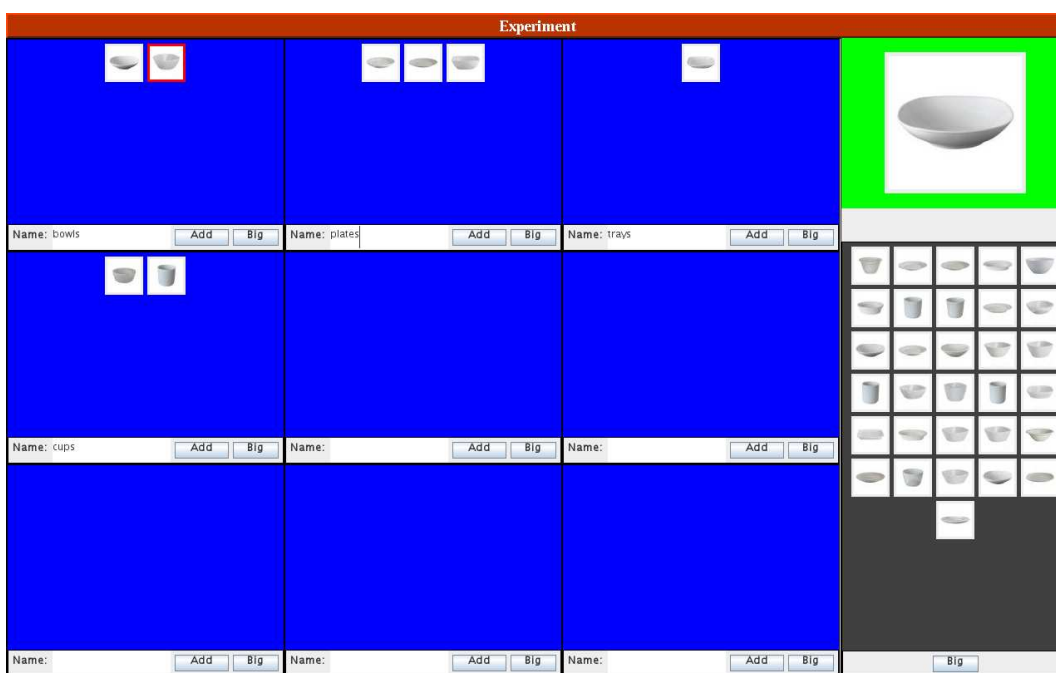 Experiment
Name: bowls Add Big Name: plates Add Big Name: trays Add Big
Name: cups Add Big Name: Add Big Name: Add Big
Name: Add Big Name: Add Big Name: Add Big Big